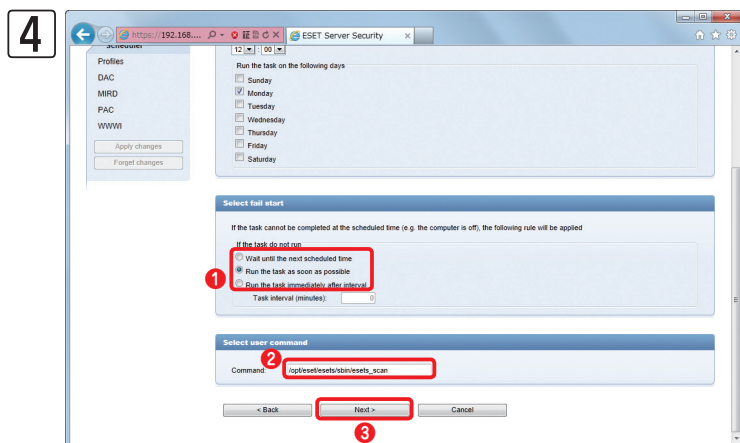 4
https://192.168....
ESET Server Security
Scheduler
Profiles
DAC
MIRD
PAC
WWWI
Apply changes
Forget changes
12 : 00
Run the task on the following days
Sunday
Monday
Tuesday
Wednesday
Thursday
Friday
Saturday
Select fail start
If the task cannot be completed at the scheduled time (e.g. the computer is off), the following rule will be applied
If the task do not run
Wait until the next scheduled time
1 Run the task as soon as possible
Run the task immediately after interval
Task interval (minutes): 0
Select user command
2
Command: /opt/eset/esets/sbin/esets_scan
< Back Next > Cancel
3